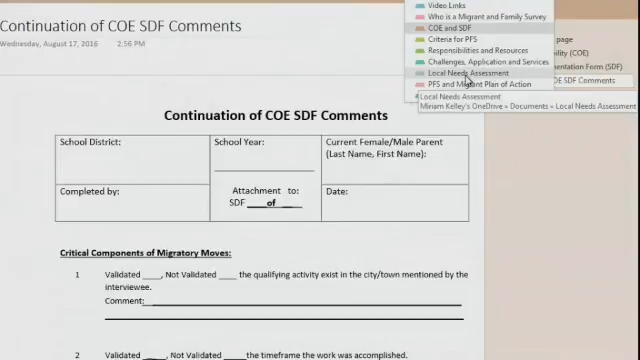 Continuation of COE SDF Comments
Wednesday, August 17, 2016 2:56 PM
Video Links
Who is a Migrant and Family Survey
COE and SDF
Criteria for PFS
Responsibilities and Resources
Challenges, Application and Services
Local Needs Assessment
PFS and Migrant Plan of Action
Local Needs Assessment
Miriam Kelley's OneDrive » Documents » Local Needs Assessment
page
ility (COE)
mentation Form (SDF)
OE SDF Comments
Continuation of COE SDF Comments
School District:
School Year:
Current Female/Male Parent
(Last Name, First Name):
Completed by:
Attachment to:
SDF ____of ___
Date:
Critical Components of Migratory Moves:
1 Validated ____, Not Validated ____ the qualifying activity exist in the city/town mentioned by the
interviewee.
Comment:
2 Validated ____, Not Validated ____the timeframe the work was accomplished.